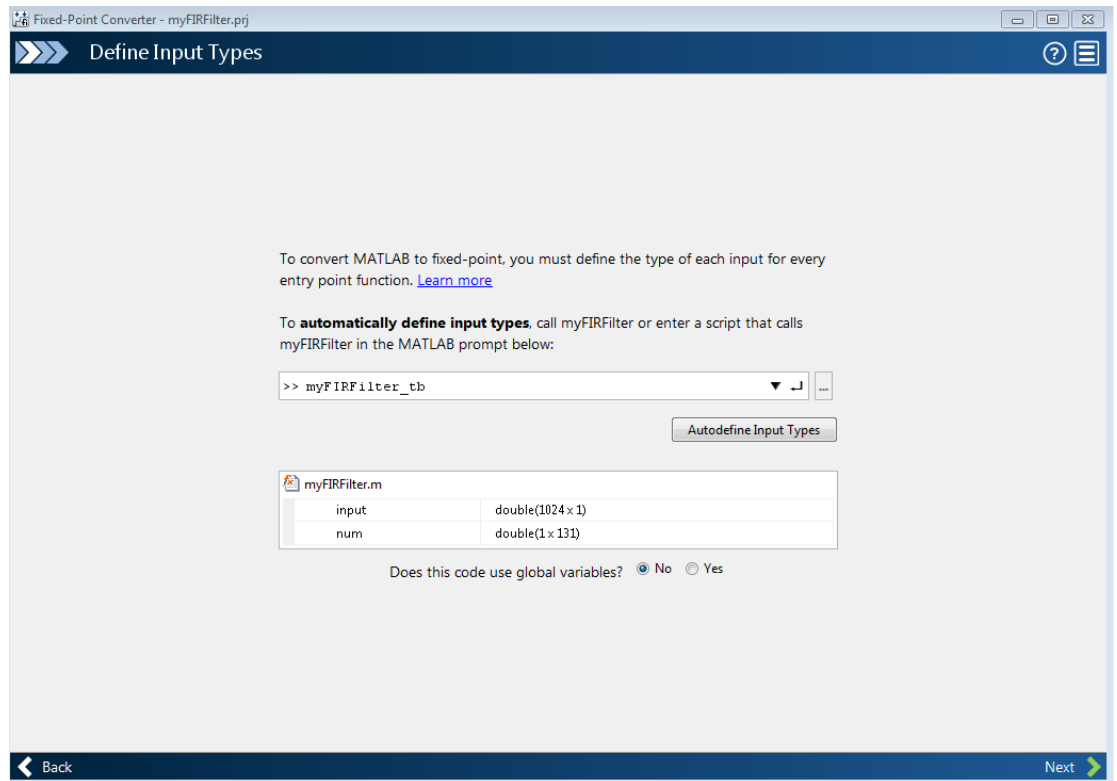 Fixed-Point Converter - myFIRFilter.prj
Define Input Types
To convert MATLAB to fixed-point, you must define the type of each input for every
entry point function. Learn more
To automatically define input types, call myFIRFilter or enter a script that calls
myFIRFilter in the MATLAB prompt below:
>> myFIRFilter_tb
...
Autodefine Input Types
myFIRFilter.m
input double(1024 x 1)
num double(1 x 131)
Does this code use global variables? No Yes
Back Next